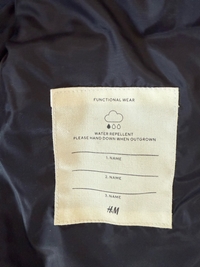 FUNCTIONAL WEAR
WATER-REPELLENT
PLEASE HAND DOWN WHEN OUTGROWN
1. NAME
2. NAME
3. NAME
H&M